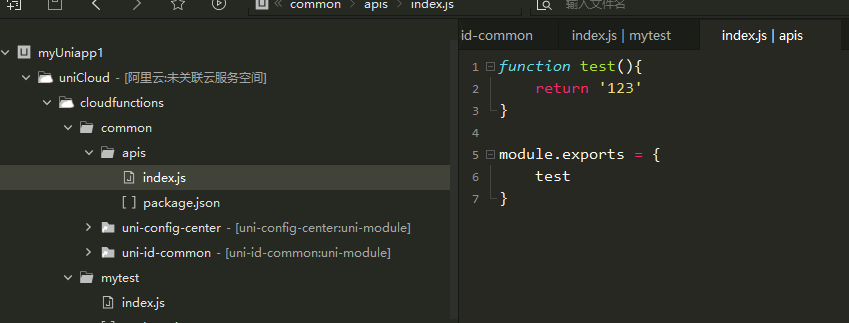 common
apis
index.js
输入文件名
myUniapp1
uniCloud - [阿里云:未关联云服务空间]
cloudfunctions
common
apis
index.js
package.json
uni-config-center - [uni-config-center:uni-module]
uni-id-common - [uni-id-common:uni-module]
mytest
index.js
id-common
index.js | mytest
index.js | apis
1 function test(){
2 return '123'
3 }
4
5 module.exports = {
6 test
7 }